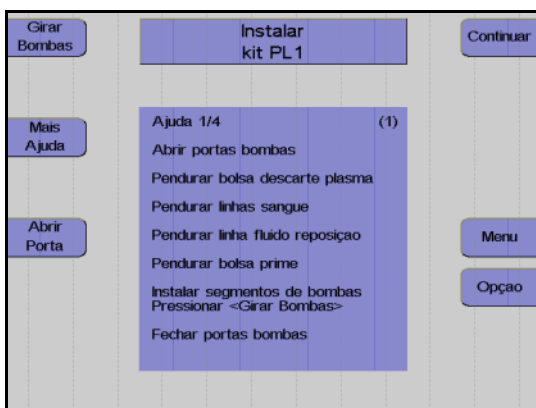 Girar
Bombas
Instalar
kit PL1
Continuar
Mais
Ajuda
Abrir
Porta
Ajuda 1/4 (1)
Abrir portas bombas
Pendurar bolsa descarte plasma
Pendurar linhas sangue
Pendurar linha fluido reposiçao
Pendurar bolsa prime
Instalar segmentos de bombas
Pressionar <Girar Bombas>
Fechar portas bombas
Menu
Opçao